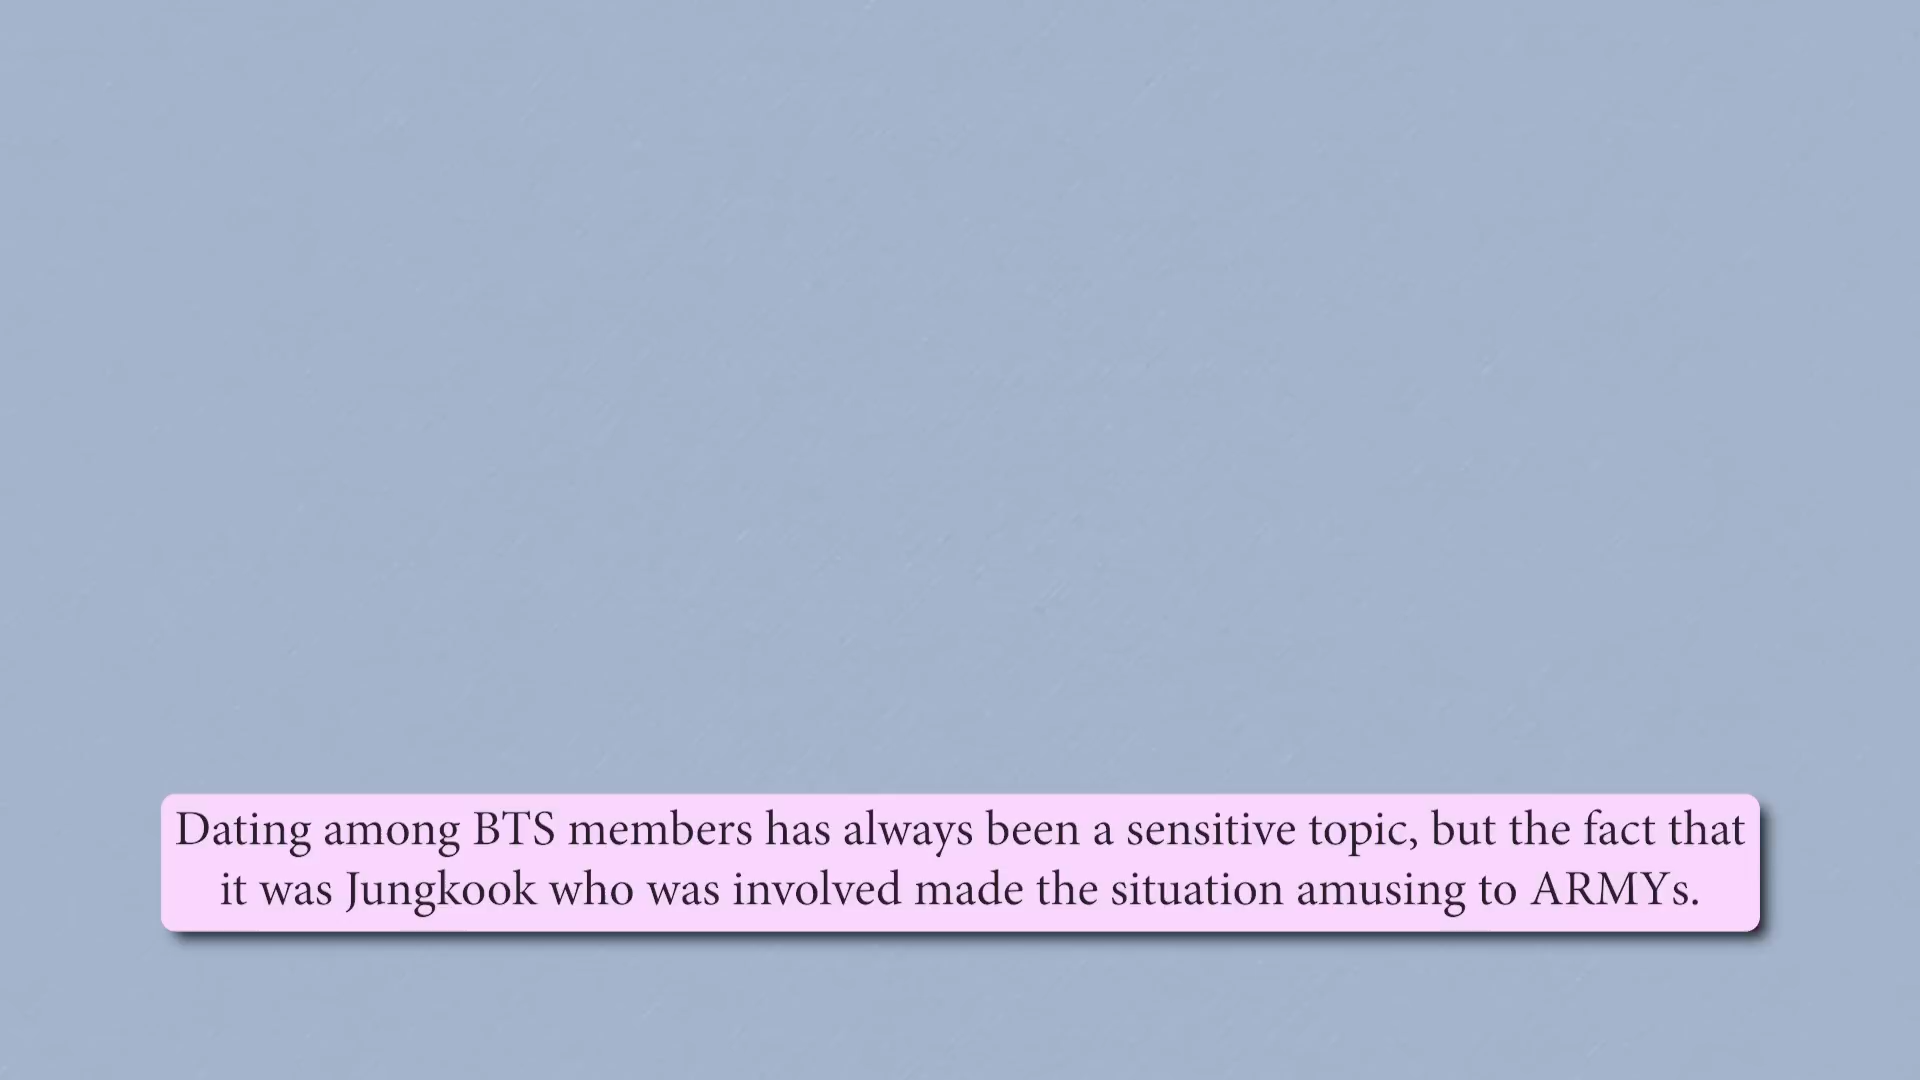 Dating among BTS members has always been a sensitive topic, but the fact that
it was Jungkook who was involved made the situation amusing to ARMYs.